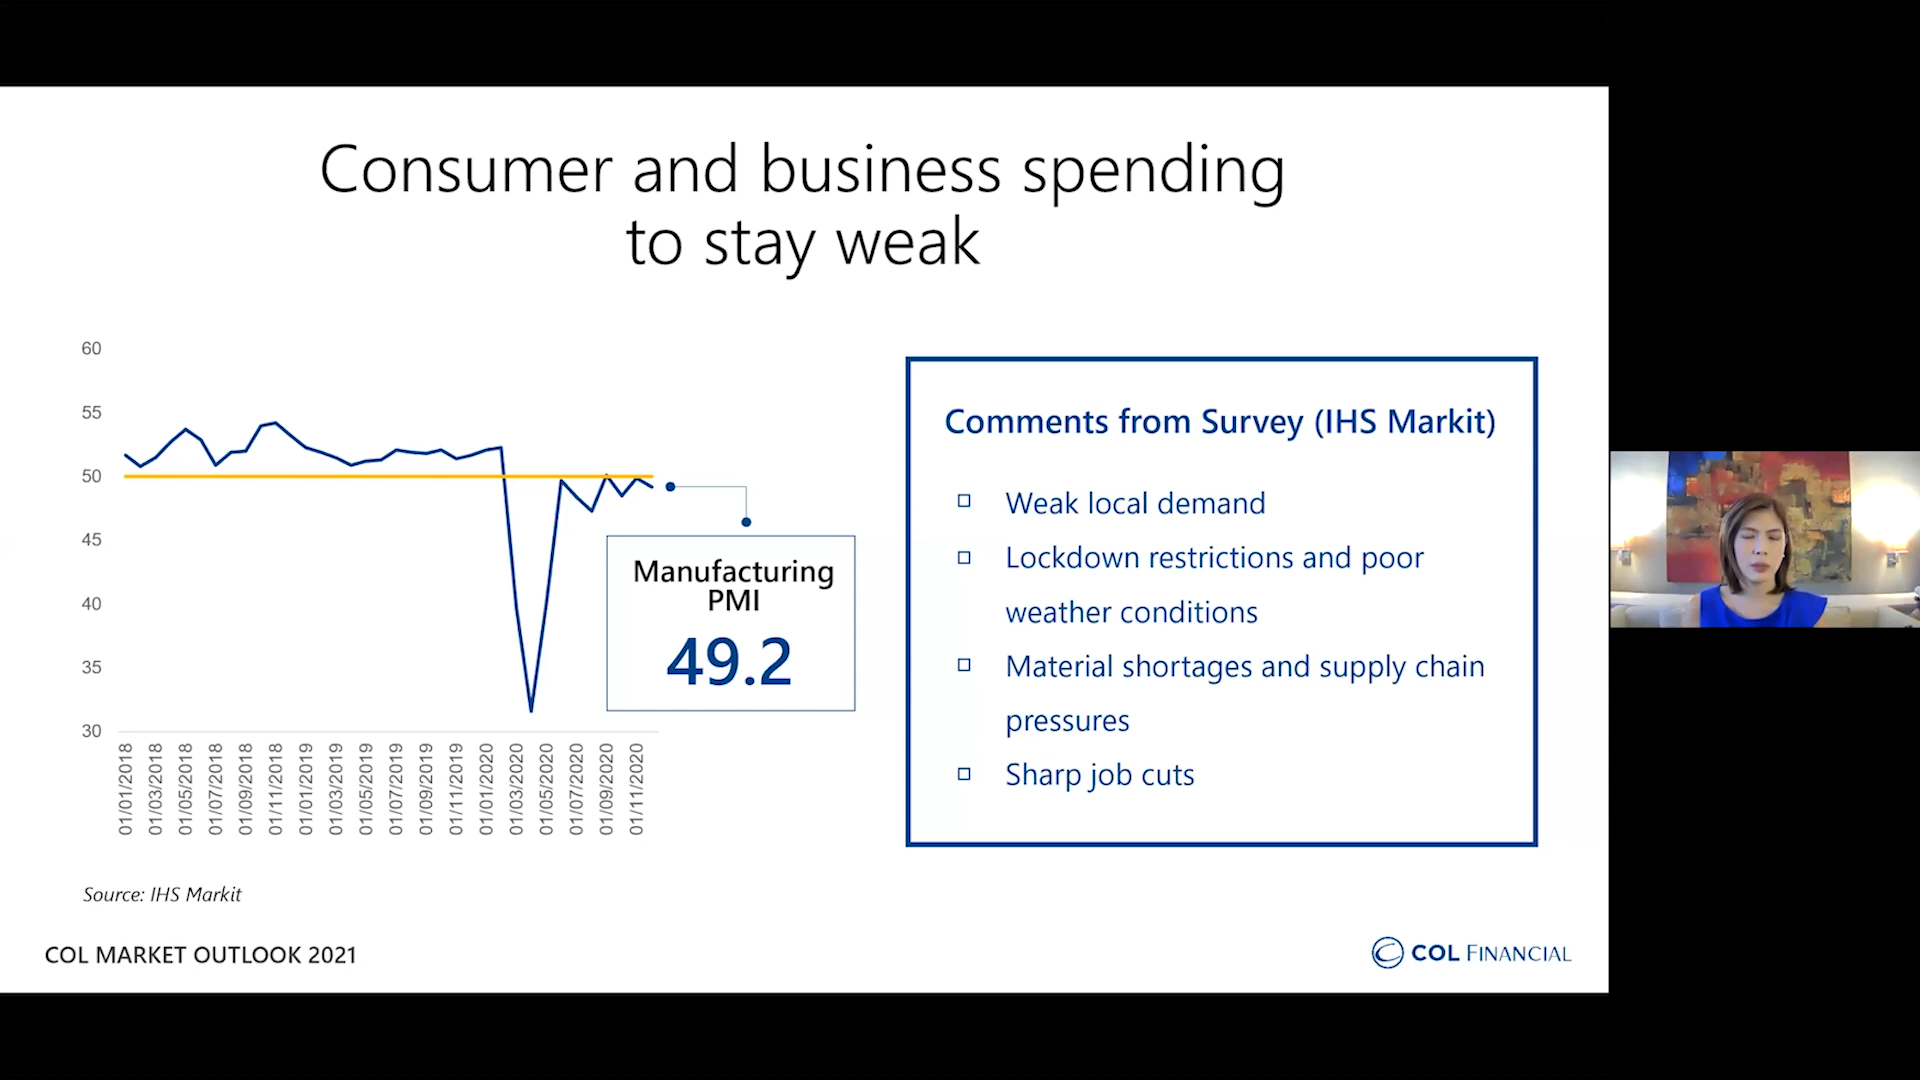 Consumer and business spending
to stay weak
60
55
50
45
40
35
30
01/01/2018
01/03/2018
01/05/2018
01/07/2018
01/09/2018
01/11/2018
01/01/2019
01/03/2019
01/05/2019
01/07/2019
01/09/2019
01/11/2019
01/01/2020
01/03/2020
01/05/2020
01/07/2020
01/09/2020
01/11/2020
Manufacturing
PMI
49.2
Comments from Survey (IHS Markit)
Weak local demand
Lockdown restrictions and poor
weather conditions
Material shortages and supply chain
pressures
Sharp job cuts
Source: IHS Markit
COL MARKET OUTLOOK 2021
COL FINANCIAL